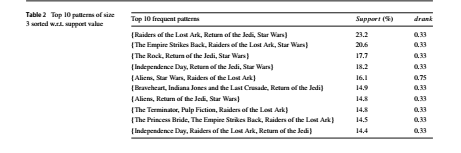 Table 2 Top 10 patterns of size
3 sorted w.r.t. support value
Top 10 frequent patterns Support (%) drank
{Raiders of the Lost Ark, Return of the Jedi, Star Wars} 23.2 0.33
{The Empire Strikes Back, Raiders of the Lost Ark, Star Wars} 20.6 0.33
{The Rock, Return of the Jedi, Star Wars} 17.7 0.33
{Independence Day, Return of the Jedi, Star Wars} 18.2 0.33
{Aliens, Star Wars, Raiders of the Lost Ark} 16.1 0.75
{Braveheart, Indiana Jones and the Last Crusade, Return of the Jedi} 14.9 0.33
{Aliens, Return of the Jedi, Star Wars} 14.8 0.33
{The Terminator, Pulp Fiction, Raiders of the Lost Ark} 14.8 0.33
{The Princess Bride, The Empire Strikes Back, Raiders of the Lost Ark} 14.5 0.33
{Independence Day, Raiders of the Lost Ark, Return of the Jedi} 14.4 0.33